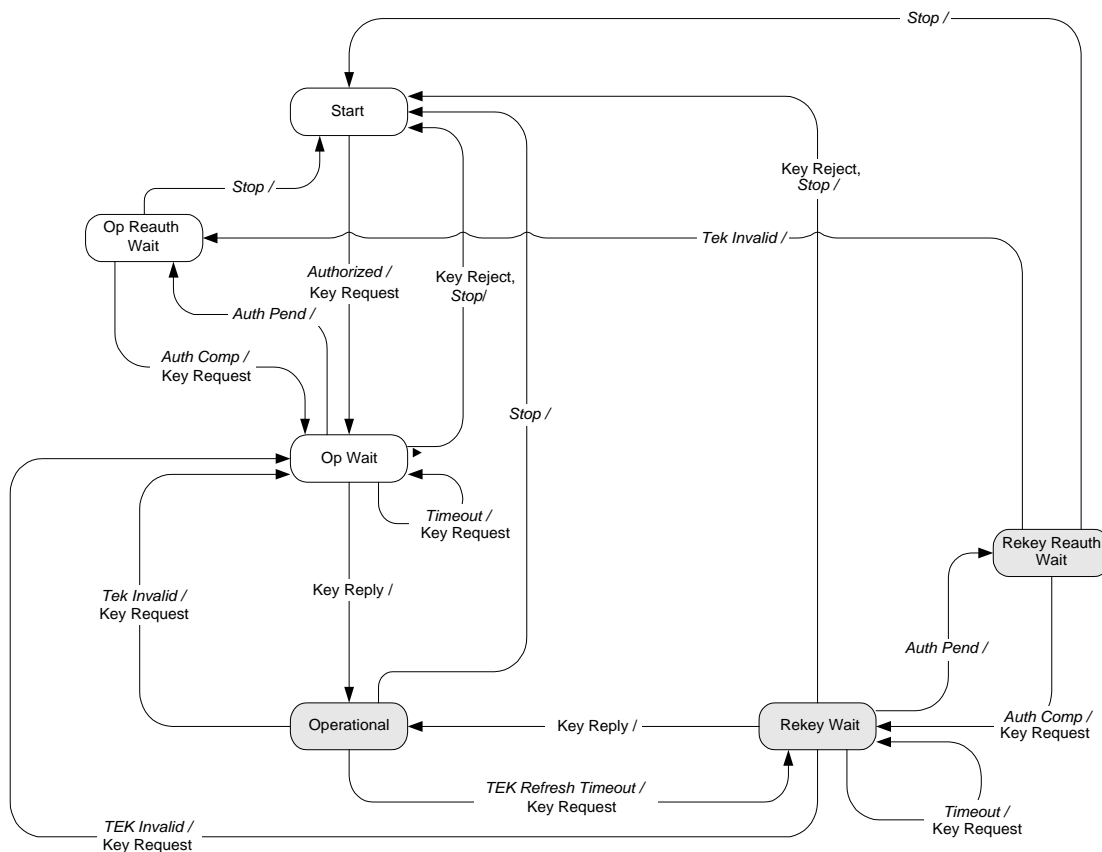 Stop /
Start
Key Reject,
Stop /
Stop /
Op Reauth
Wait
Tek Invalid /
Authorized /
Key Request
Key Reject,
Stop/
Auth Pend /
Auth Comp /
Key Request
Stop /
Op Wait
Timeout /
Key Request
Rekey Reauth
Wait
Tek Invalid /
Key Request
Key Reply /
Auth Pend /
Operational
Key Reply /
Rekey Wait
Auth Comp /
Key Request
TEK Refresh Timeout /
Key Request
Timeout /
Key Request
TEK Invalid /
Key Request